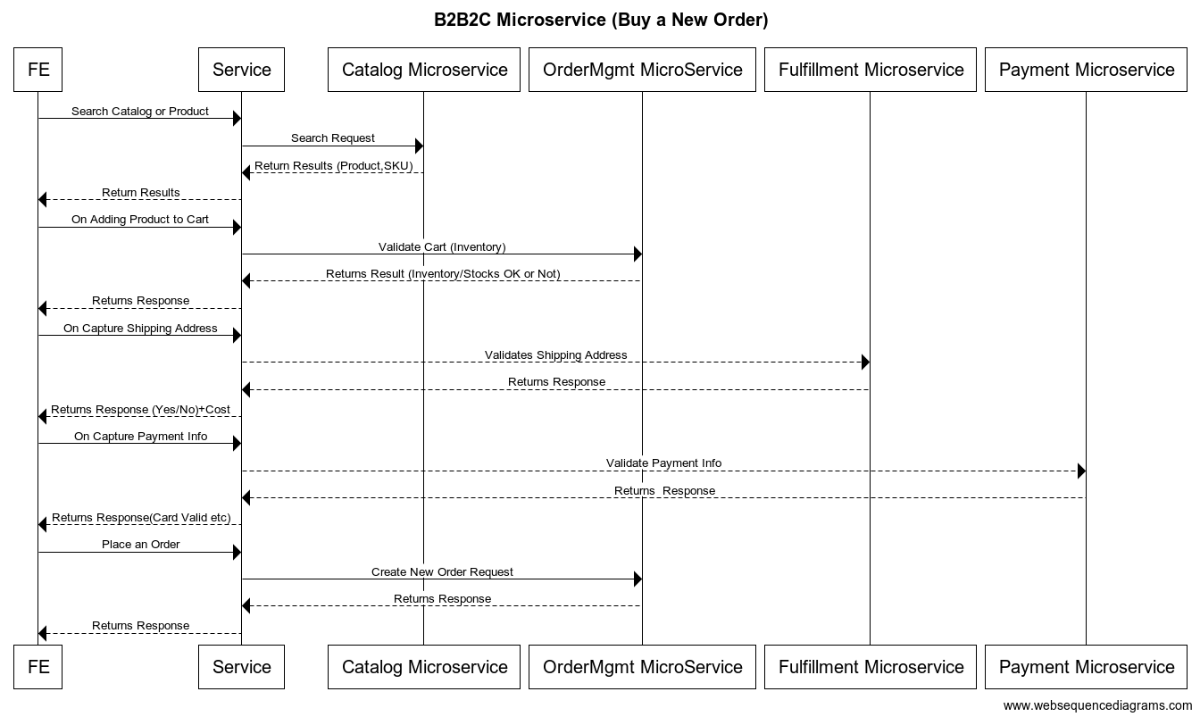 B2B2C Microservice (Buy a New Order)
FE
Service
Catalog Microservice
OrderMgmt MicroService
Fulfillment Microservice
Payment Microservice
Search Catalog or Product
Search Request
Return Results (Product,SKU)
Return Results
On Adding Product to Cart
Validate Cart (Inventory)
Returns Result (Inventory/Stocks OK or Not)
Returns Response
On Capture Shipping Address
Validates Shipping Address
Returns Response
Returns Response (Yes/No)+Cost
On Capture Payment Info
Validate Payment Info
Returns  Response
Returns Response(Card Valid etc)
Place an Order
Create New Order Request
Returns Response
Returns Response
FE
Service
Catalog Microservice
OrderMgmt MicroService
Fulfillment Microservice
Payment Microservice
www.websequencediagrams.com